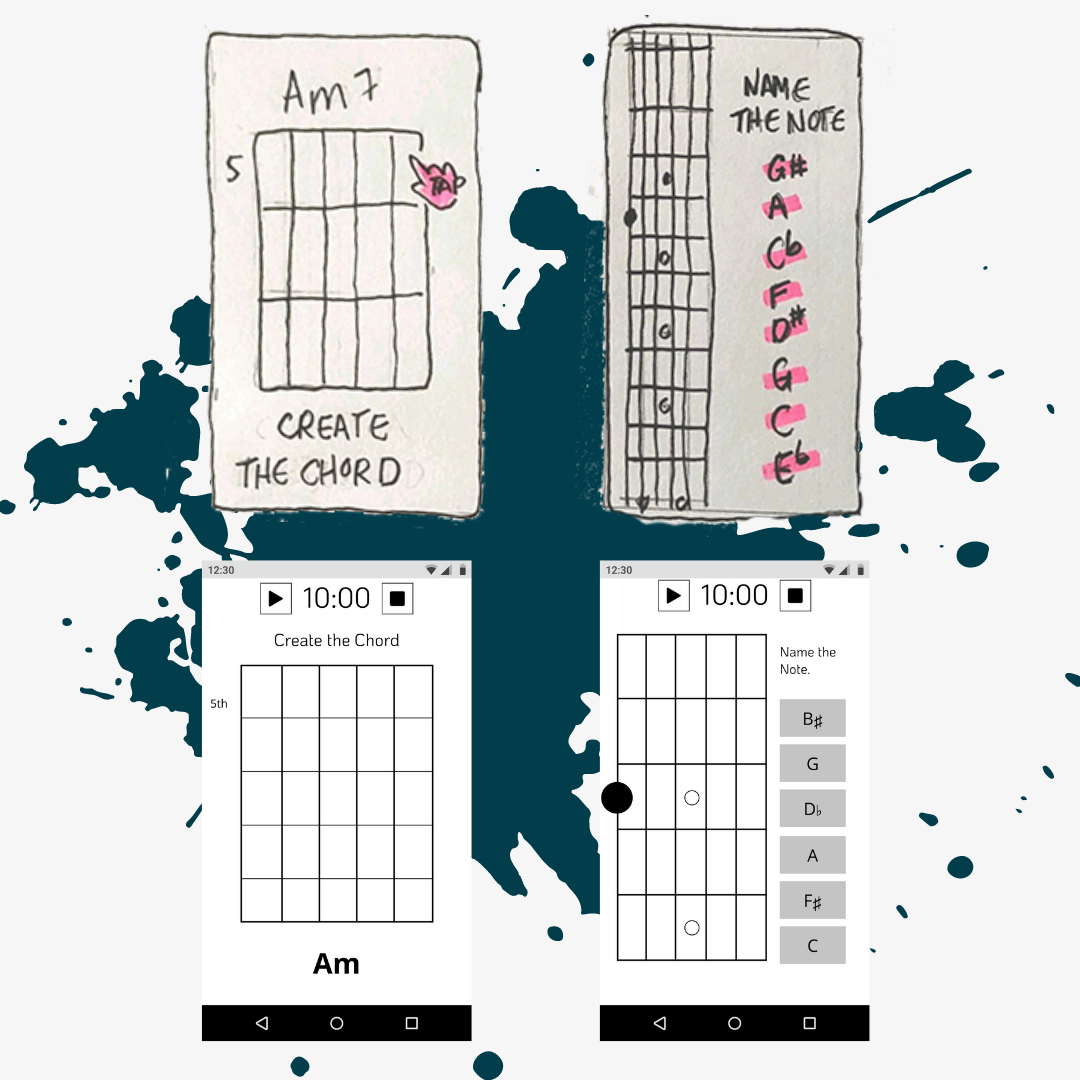 Am7
5
TAP
CREATE
THE CHORD
NAME
THE NOTE
G#
A
C♭
F
D#
G
C
E♭
12:30
10:00
Create the Chord
5th
Am
12:30
10:00
Name the
Note.
B♯
G
D♭
A
F♯
C